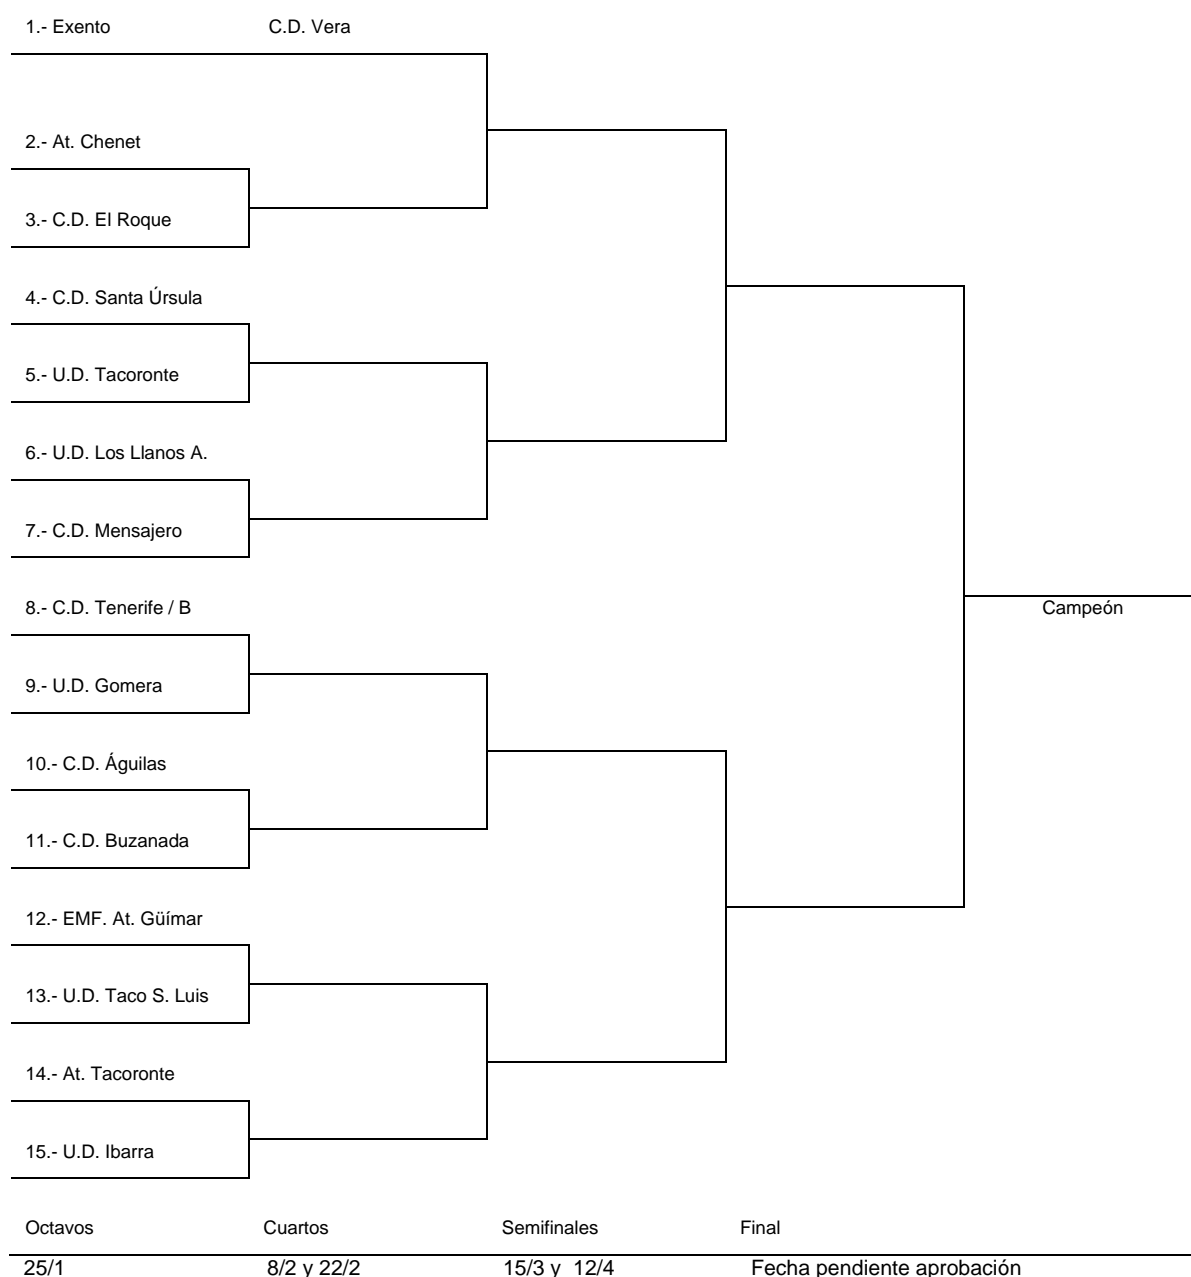 1.- Exento C.D. Vera
2.- At. Chenet
3.- C.D. El Roque
4.- C.D. Santa Úrsula
5.- U.D. Tacoronte
6.- U.D. Los Llanos A.
7.- C.D. Mensajero
8.- C.D. Tenerife / B
Campeón
9.- U.D. Gomera
10.- C.D. Águilas
11.- C.D. Buzanada
12.- EMF. At. Güímar
13.- U.D. Taco S. Luis
14.- At. Tacoronte
15.- U.D. Ibarra
Octavos Cuartos Semifinales Final
25/1 8/2 y 22/2 15/3 y 12/4 Fecha pendiente aprobación